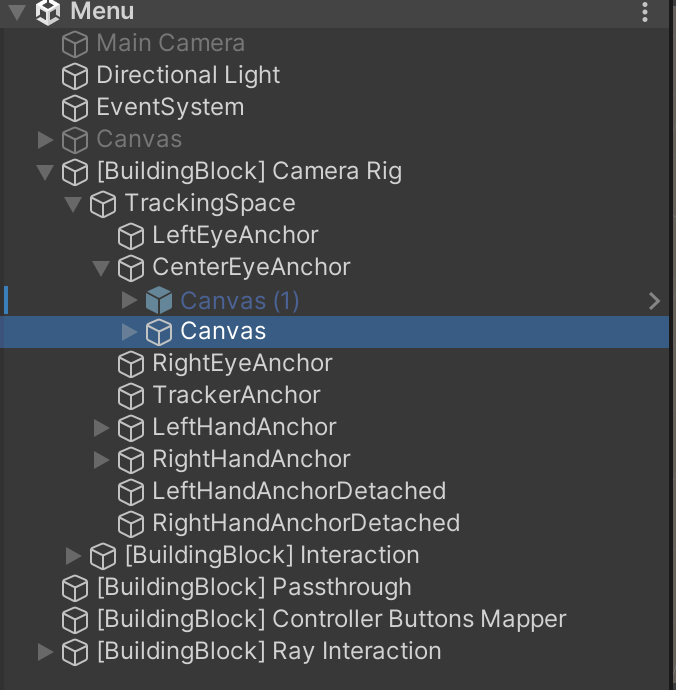 Menu
Main Camera
Directional Light
EventSystem
Canvas
[BuildingBlock] Camera Rig
TrackingSpace
LeftEyeAnchor
CenterEyeAnchor
Canvas (1)
Canvas
RightEyeAnchor
TrackerAnchor
LeftHandAnchor
RightHandAnchor
LeftHandAnchorDetached
RightHandAnchorDetached
[BuildingBlock] Interaction
[BuildingBlock] Passthrough
[BuildingBlock] Controller Buttons Mapper
[BuildingBlock] Ray Interaction